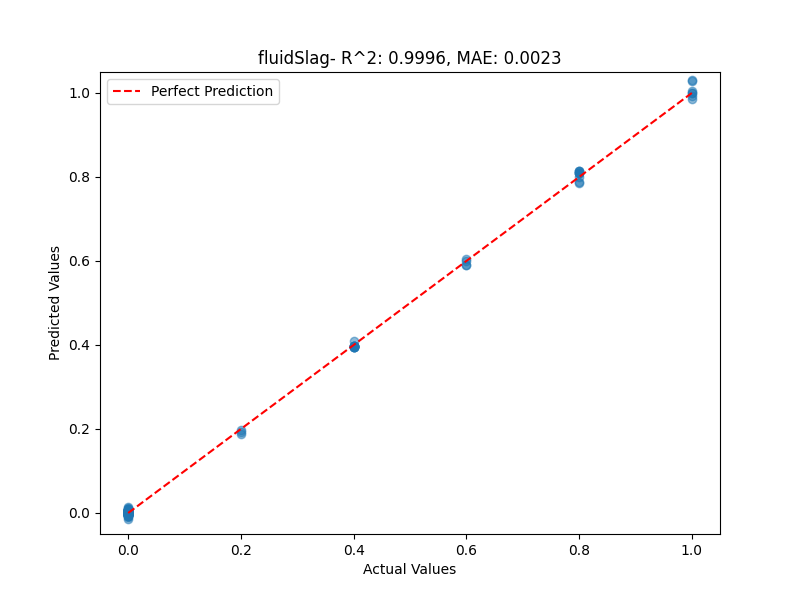 fluidSlag- R^2: 0.9996, MAE: 0.0023
Perfect Prediction
1.0
0.8
0.6
0.4
0.2
0.0
Predicted Values
0.0 0.2 0.4 0.6 0.8 1.0
Actual Values